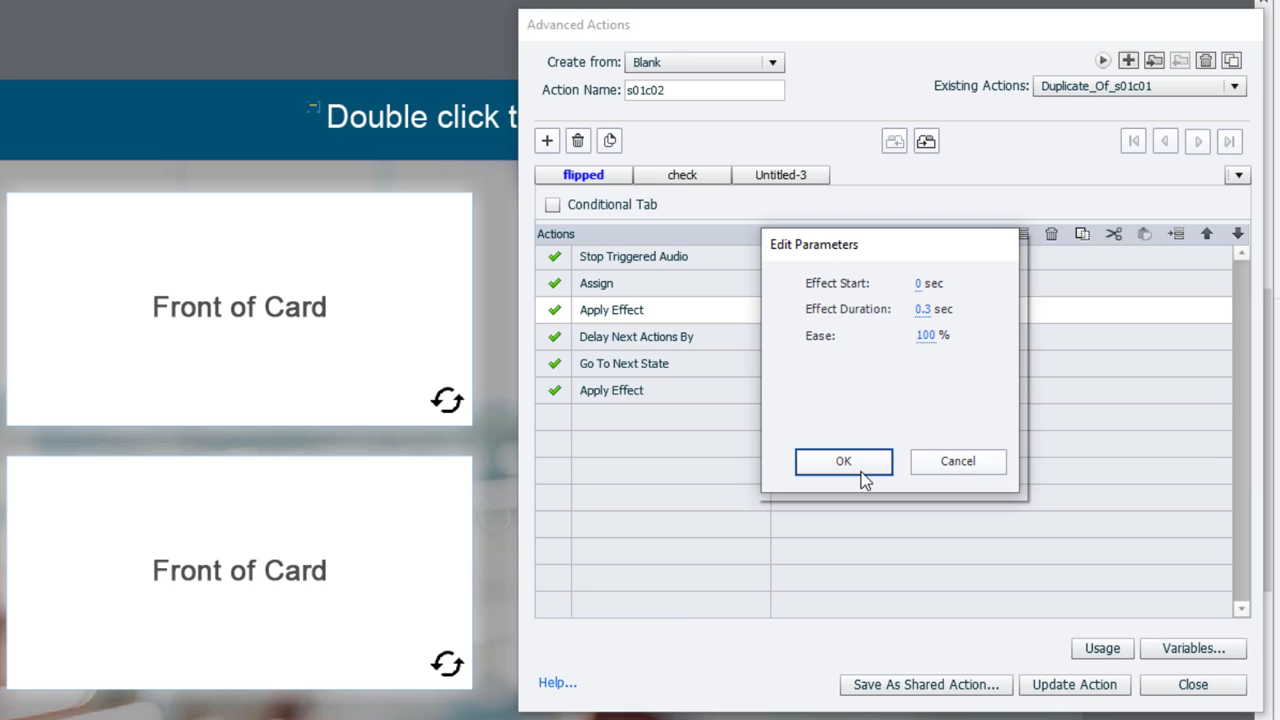 Advanced Actions
Create from: Blank
Action Name: s01c02
Existing Actions: Duplicate_Of_s01c01
Double click t
flipped check Untitled-3
Conditional Tab
Actions
Stop Triggered Audio
Assign
Apply Effect
Delay Next Actions By
Go To Next State
Apply Effect
Edit Parameters
Effect Start: 0 sec
Effect Duration: 0.3 sec
Ease: 100 %
OK Cancel
Front of Card
Front of Card
Usage Variables...
Help... Save As Shared Action... Update Action Close